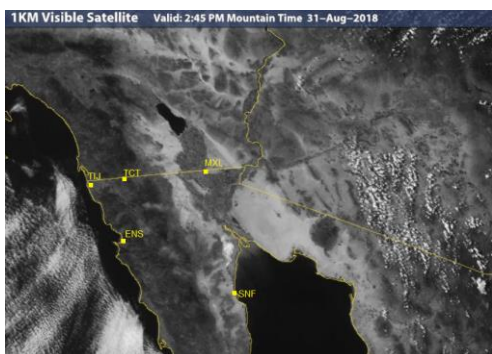 1KM Visible Satellite Valid: 2:45 PM Mountain Time 31-Aug-2018
TIJ
TCT
MXL
ENS
SNF